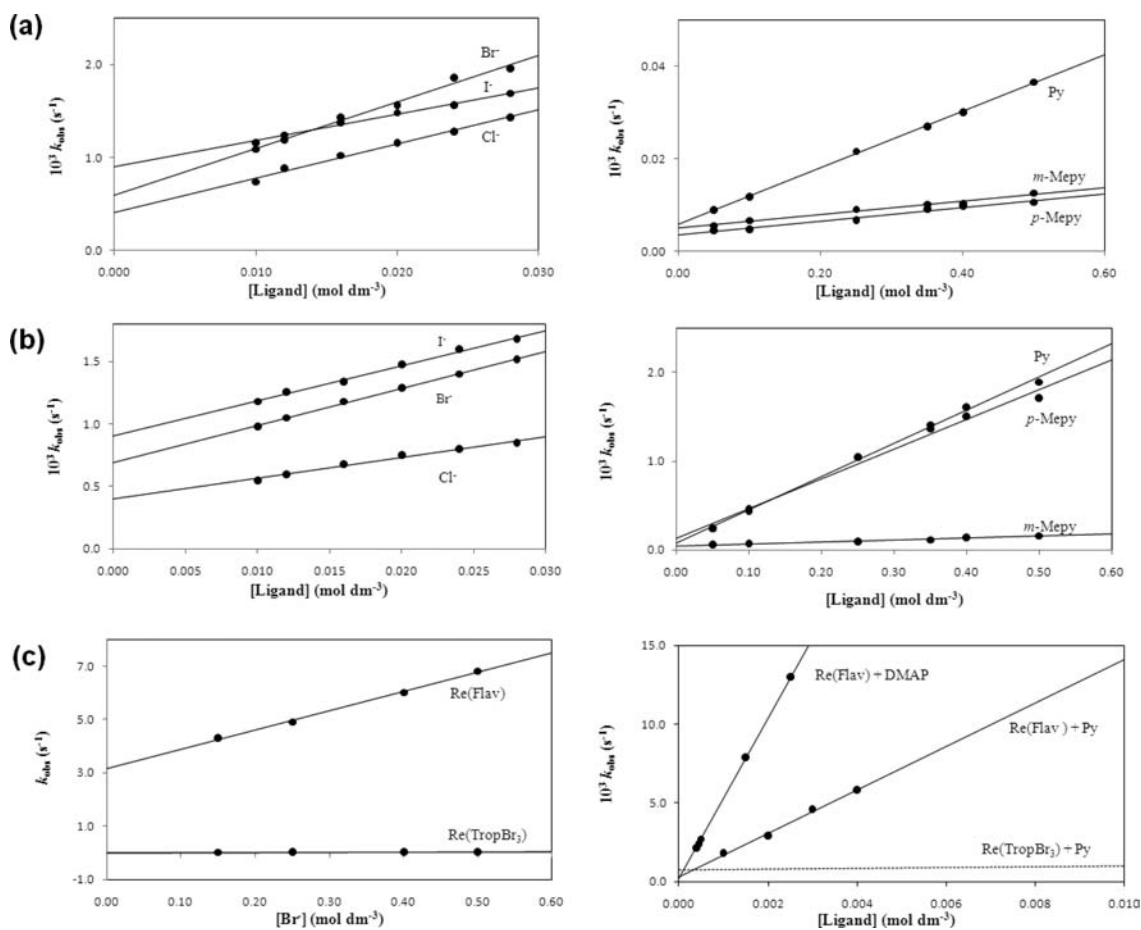 (a)
10³ k_obs (s⁻¹)
2.0
1.0
0.0
Br⁻
I⁻
Cl⁻
0.000 0.010 0.020 0.030
[Ligand] (mol dm⁻³)
10³ k_obs (s⁻¹)
0.04
0.02
0.00
Py
m-Mepy
p-Mepy
0.00 0.20 0.40 0.60
[Ligand] (mol dm⁻³)
(b)
10³ k_obs (s⁻¹)
1.5
1.0
0.5
0.0
I⁻
Br⁻
Cl⁻
0.000 0.005 0.010 0.015 0.020 0.025 0.030
[Ligand] (mol dm⁻³)
10³ k_obs (s⁻¹)
2.0
1.0
0.0
Py
p-Mepy
m-Mepy
0.00 0.10 0.20 0.30 0.40 0.50 0.60
[Ligand] (mol dm⁻³)
(c)
k_obs (s⁻¹)
7.0
5.0
3.0
1.0
-1.0
Re(Flav)
Re(TropBr₃)
0.00 0.10 0.20 0.30 0.40 0.50 0.60
[Br⁻] (mol dm⁻³)
10³ k_obs (s⁻¹)
15.0
10.0
5.0
0.0
Re(Flav) + DMAP
Re(Flav) + Py
Re(TropBr₃) + Py
0.000 0.002 0.004 0.006 0.008 0.010
[Ligand] (mol dm⁻³)